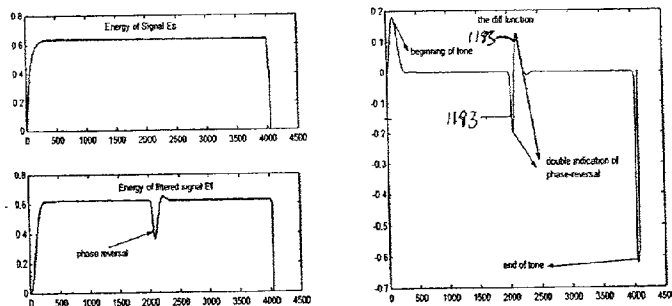 Energy of Signal Es
0.8
0.6
0.4
0.2
0
0 500 1000 1500 2000 2500 3000 3500 4000 4500
Energy of filtered signal Ef
0.8
0.6
0.4
0.2
0
phase reversal
0 500 1000 1500 2000 2500 3000 3500 4000 4500
the diff function
0.2
0.1
0
-0.1
-0.2
-0.3
-0.4
-0.5
-0.6
-0.7
beginning of tone
1183
1183
double indication of
phase-reversal
end of tone
0 500 1000 1500 2000 2500 3000 3500 4000 4500